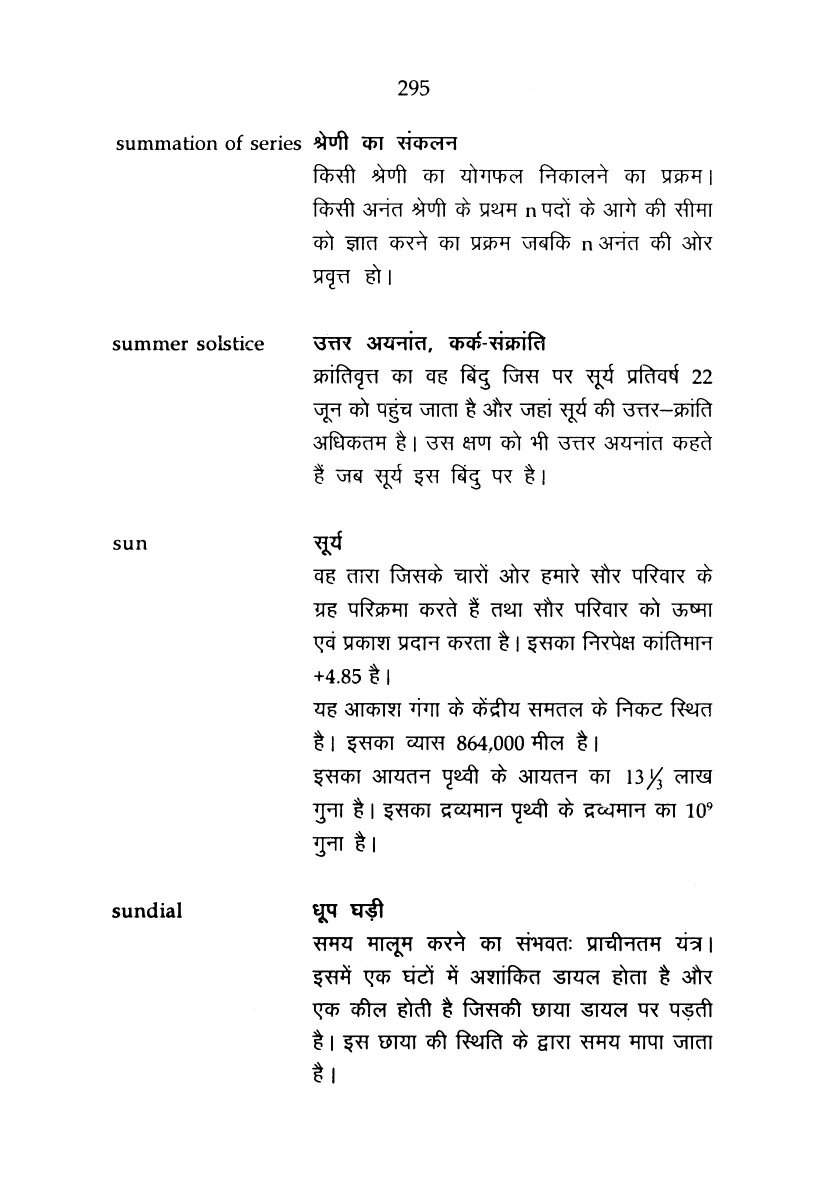 295
summation of series श्रेणी का संकलन
किसी श्रेणी का योगफल निकालने का प्रक्रम।
किसी अनंत श्रेणी के प्रथम n पदों के आगे की सीमा
को ज्ञात करने का प्रक्रम जबकि n अनंत की ओर
प्रवृत्त हो।
summer solstice उत्तर अयनांत, कर्क-संक्रांति
क्रांतिवृत्त का वह बिंदु जिस पर सूर्य प्रतिवर्ष 22
जून को पहुंच जाता है और जहां सूर्य की उत्तर–क्रांति
अधिकतम है। उस क्षण को भी उत्तर अयनांत कहते
हैं जब सूर्य इस बिंदु पर है।
sun सूर्य
वह तारा जिसके चारों ओर हमारे सौर परिवार के
ग्रह परिक्रमा करते हैं तथा सौर परिवार को ऊष्मा
एवं प्रकाश प्रदान करता है। इसका निरपेक्ष कांतिमान
+4.85 है।
यह आकाश गंगा के केंद्रीय समतल के निकट स्थित
है। इसका व्यास 864,000 मील है।
इसका आयतन पृथ्वी के आयतन का 13 1/3 लाख
गुना है। इसका द्रव्यमान पृथ्वी के द्रव्यमान का 10⁹
गुना है।
sundial धूप घड़ी
समय मालूम करने का संभवतः प्राचीनतम यंत्र।
इसमें एक घंटों में अशांकित डायल होता है और
एक कील होती है जिसकी छाया डायल पर पड़ती
है। इस छाया की स्थिति के द्वारा समय मापा जाता
है।